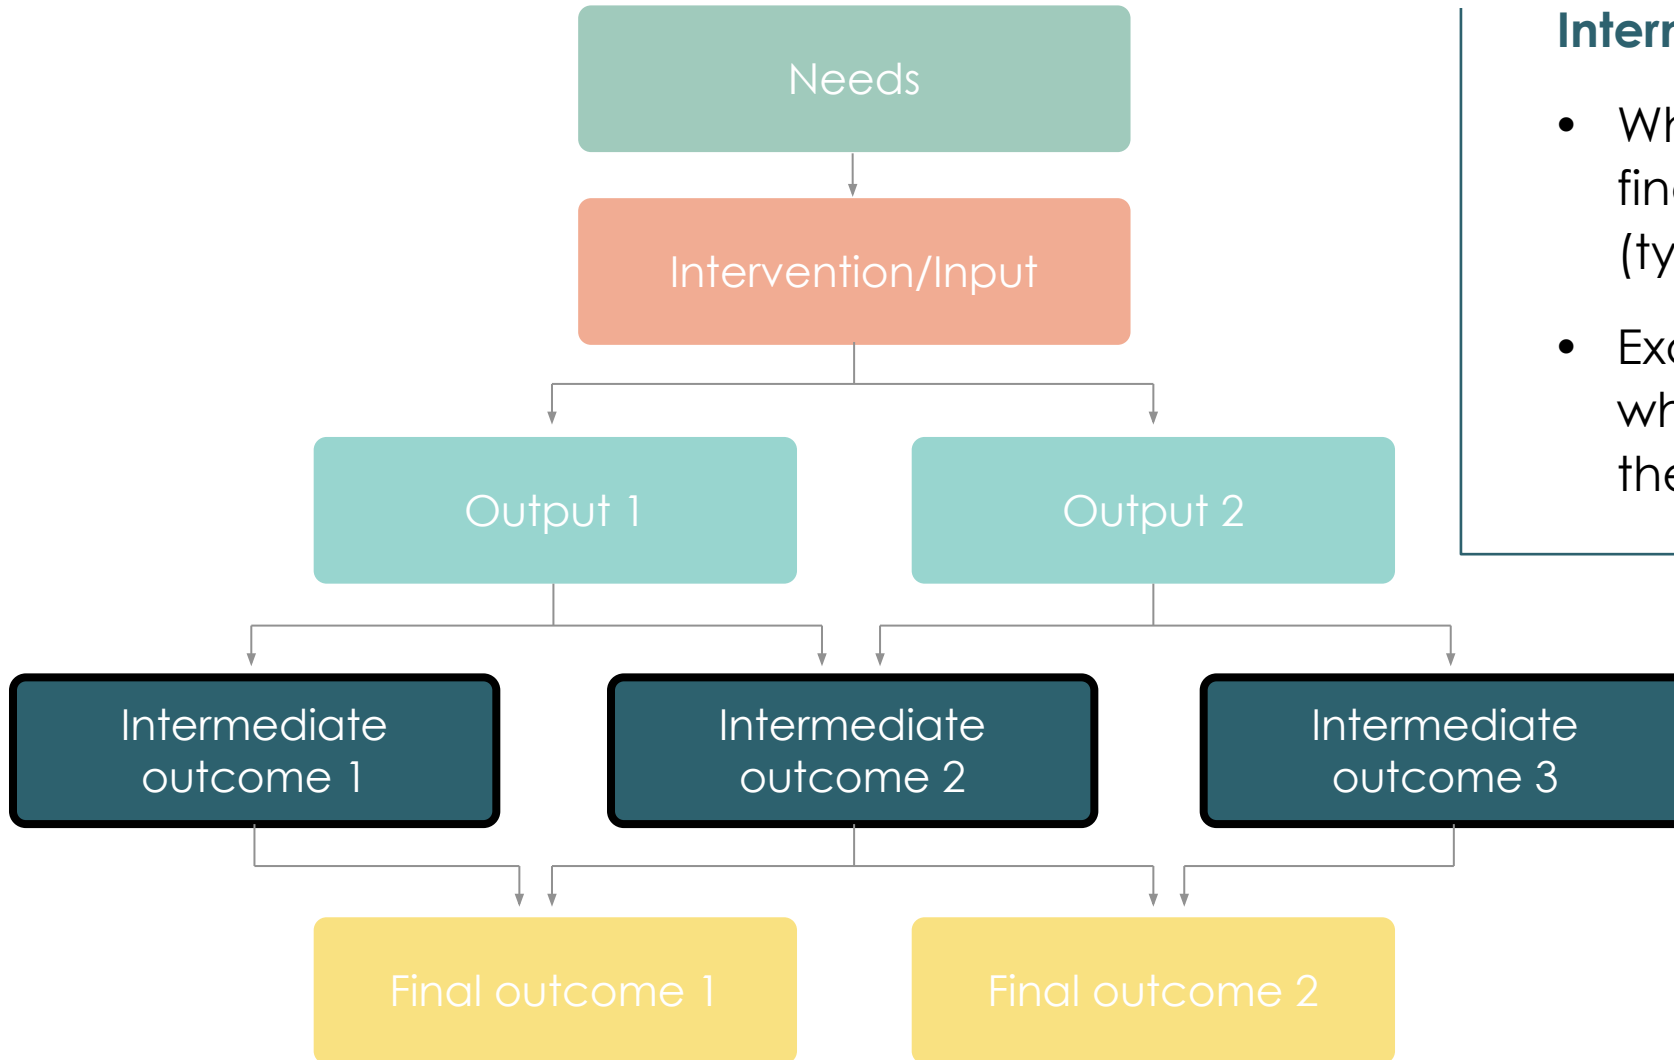 Needs
Intervention/Input
Output 1
Output 2
Intermediate
outcome 1
Intermediate
outcome 2
Intermediate
outcome 3
Final outcome 1
Final outcome 2